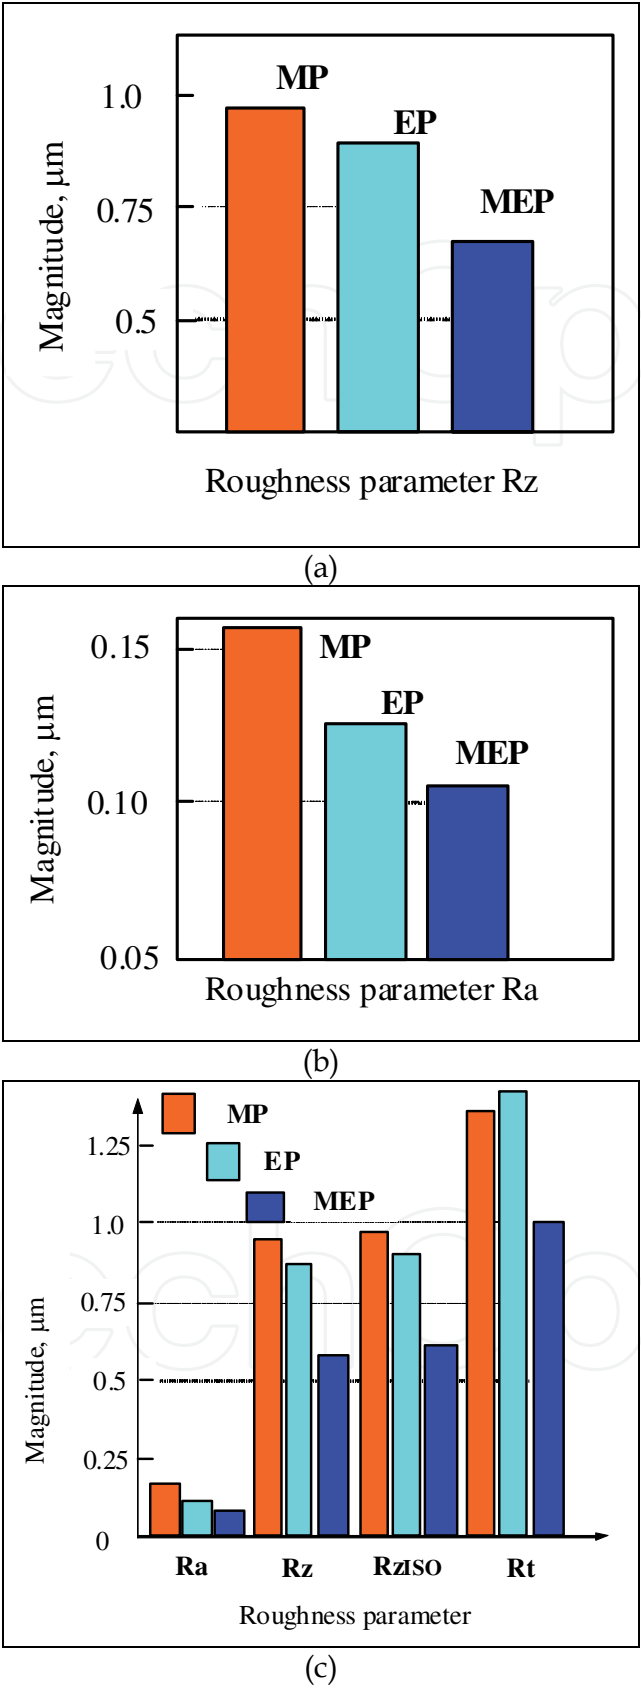 MP
1.0
EP
MEP
0.75
0.5
Magnitude, μm
Roughness parameter Rz
(a)
0.15
MP
EP
MEP
0.10
0.05
Magnitude, μm
Roughness parameter Ra
(b)
MP
1.25
EP
MEP
1.0
0.75
0.5
0.25
0
Magnitude, μm
Ra Rz RzISO Rt
Roughness parameter
(c)